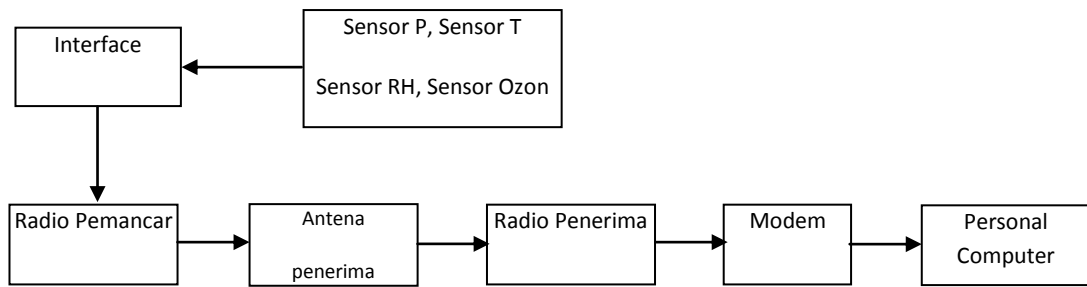 Interface
Sensor P, Sensor T
Sensor RH, Sensor Ozon
Radio Pemancar
Antena
penerima
Radio Penerima
Modem
Personal
Computer